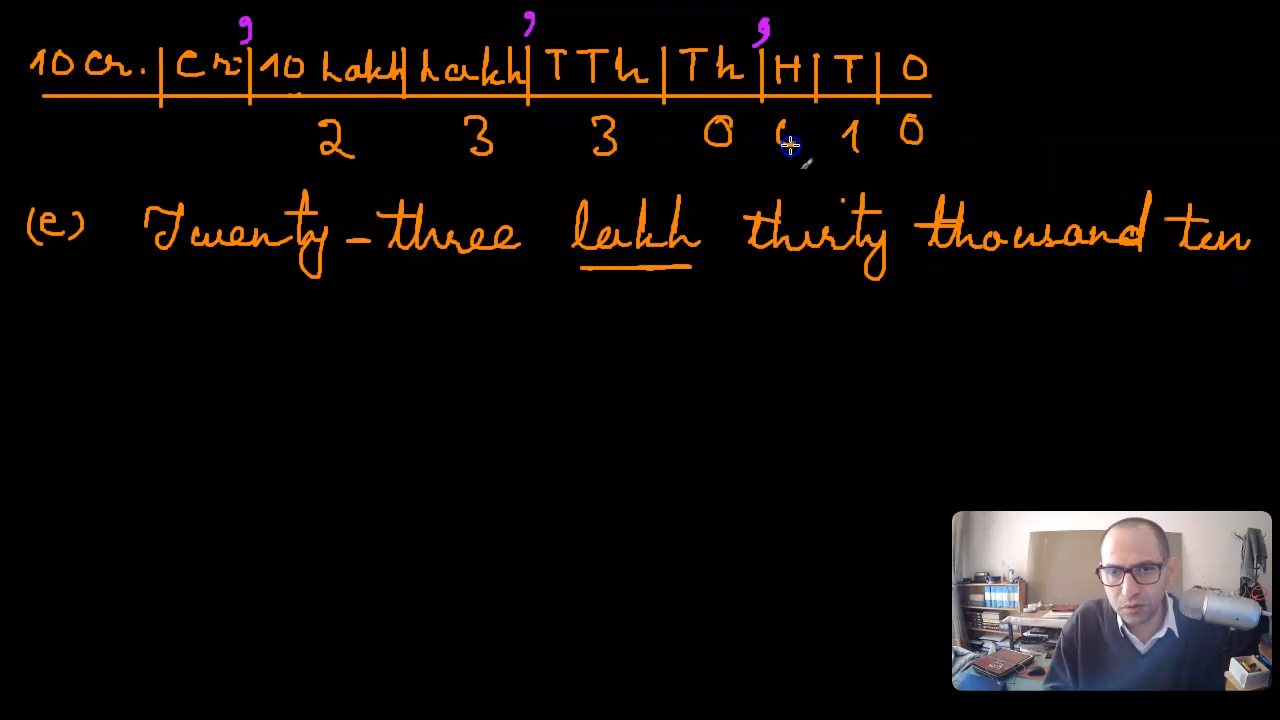 10 Cr. | Cr. , | 10 Lakh | Lakh , | T Th | Th , | H | T | O
2 3 3 0 1 0
(e) Twenty-three lakh thirty thousand ten